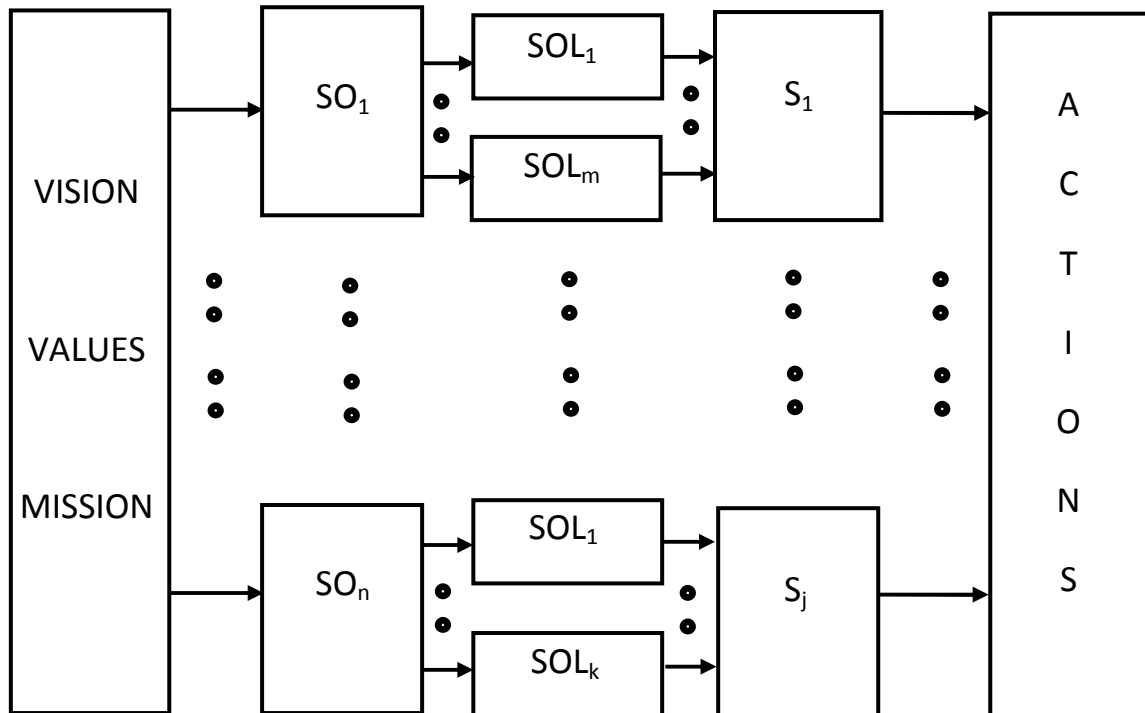 VISION
VALUES
MISSION
SO₁
SOL₁
SOLₘ
S₁
SOₙ
SOL₁
SOLₖ
Sⱼ
A
C
T
I
O
N
S